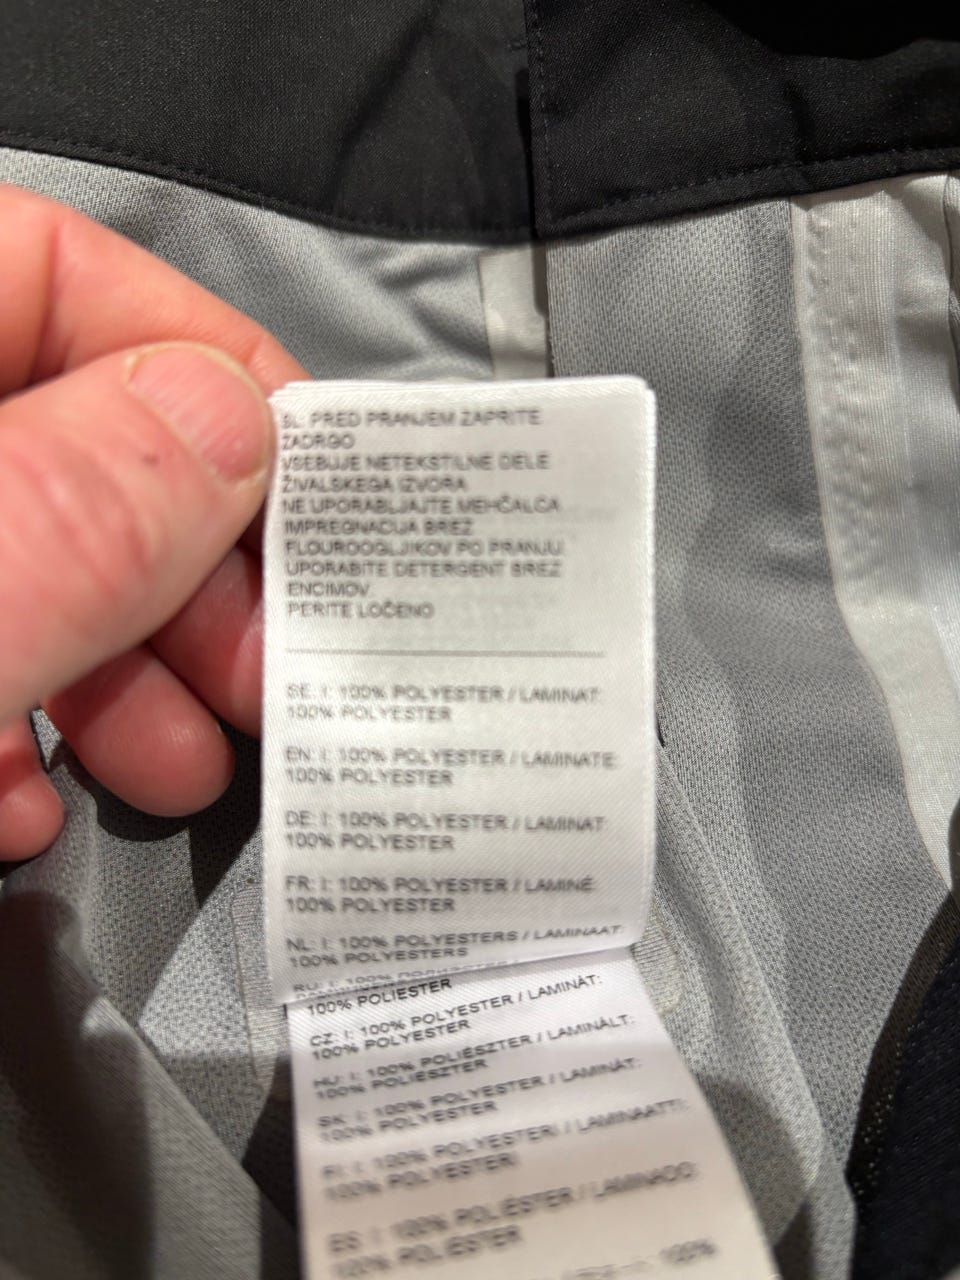 SL: PRED PRANJEM ZAPRITE
ZADRGO
VSEBUJE NETEKSTILNE DELE
ŽIVALSKEGA IZVORA
NE UPORABLJAJTE MEHČALCA
IMPREGNACIJA BREZ
FLOUROOGLJIKOV PO PRANJU
UPORABITE DETERGENT BREZ
ENCIMOV
PERITE LOČENO
SE: I: 100% POLYESTER / LAMINAT:
100% POLYESTER
EN: I: 100% POLYESTER / LAMINATE:
100% POLYESTER
DE: I: 100% POLYESTER / LAMINAT:
100% POLYESTER
FR: I: 100% POLYESTER / LAMINÉ:
100% POLYESTER
NL: I: 100% POLYESTERS / LAMINAAT:
100% POLYESTERS
RO: I: 100%
100% POLIESTER
CZ: I: 100% POLYESTER / LAMINÁT:
100% POLYESTER
HU: I: 100% POLIÉSZTER / LAMINÁLT:
100% POLIESZTER
SK: I: 100% POLYESTER / LAMINÁT:
100% POLYESTER
FI: I: 100% POLYESTERI / LAMINAATTI:
100% POLYESTERI
ES: I: 100% POLIÉSTER / LAMINADO:
100% POLIÉSTER
100%